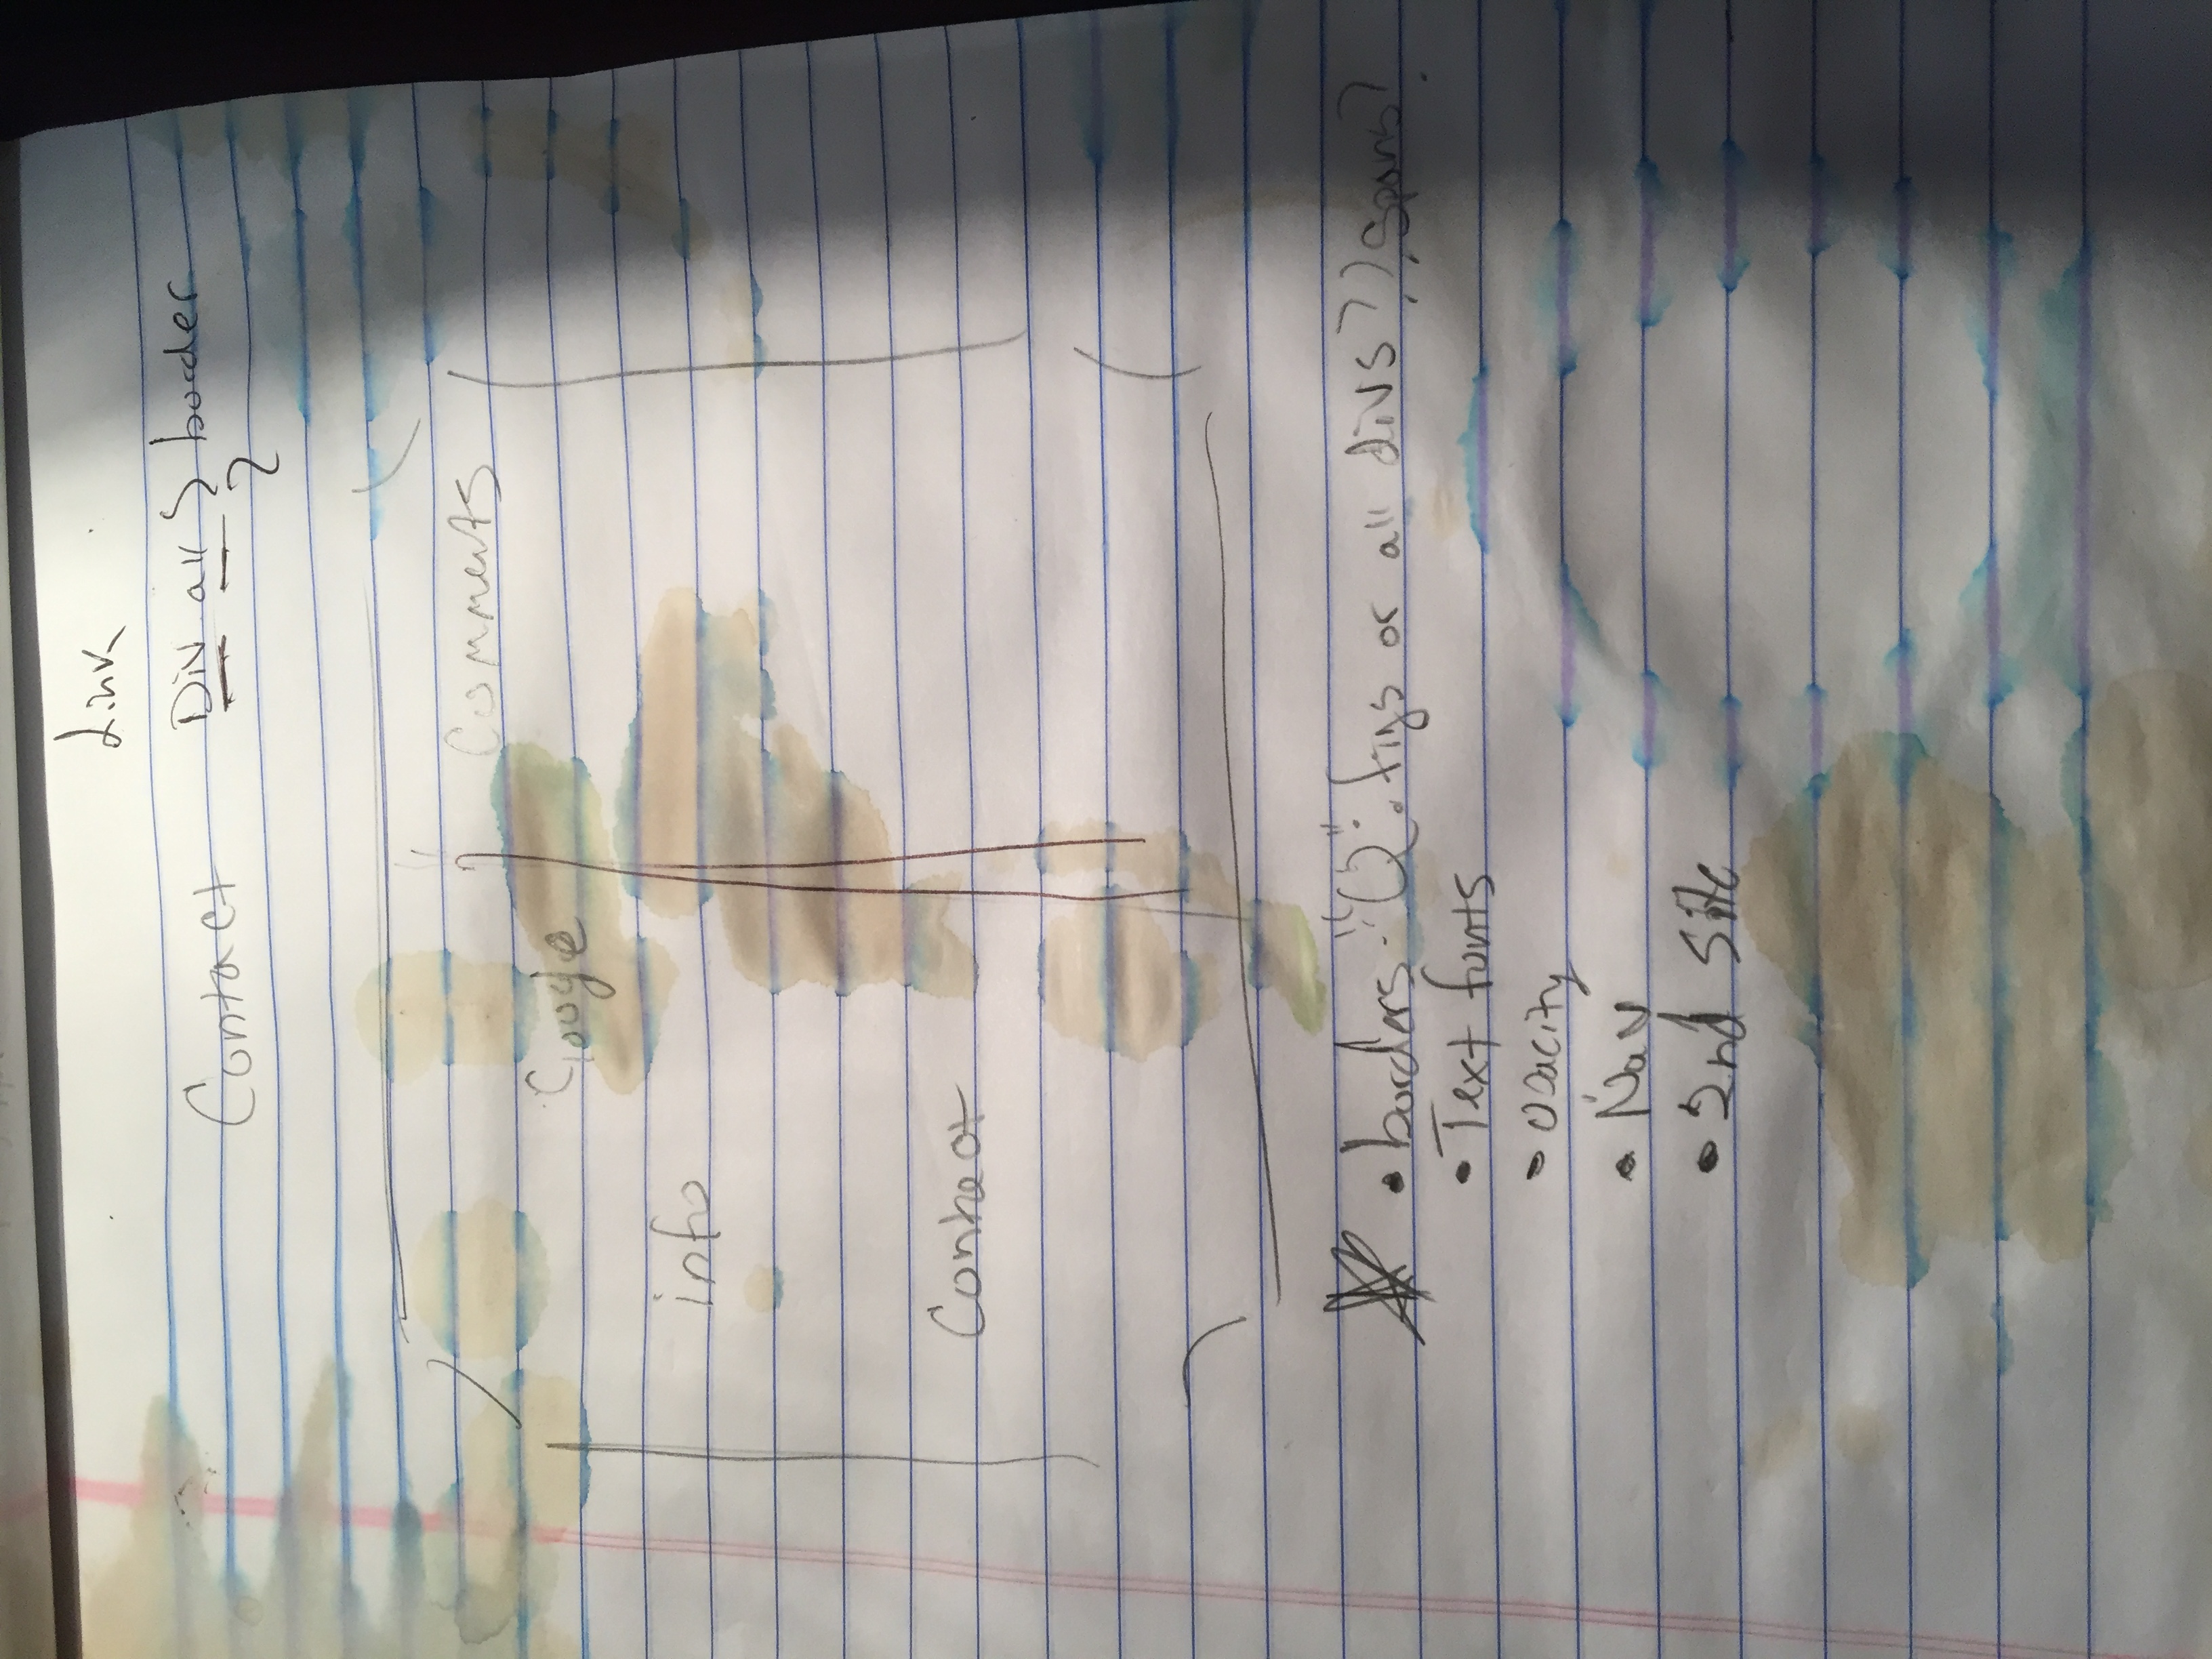 Link
Contact Div all } border
?
Comments
Google
info
Contact
• borders "Q". figs or all divs?? Spans?
• Text fonts
• Opacity
• Nav
• 2nd Site